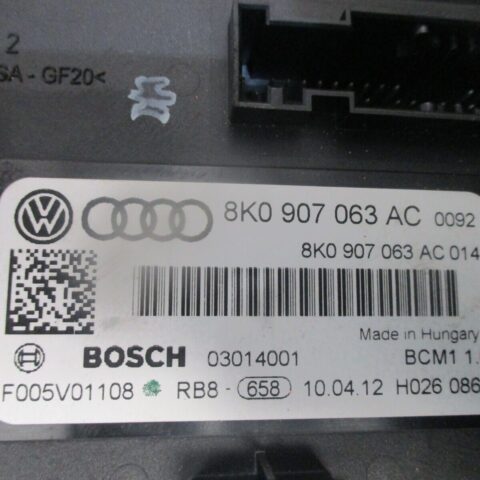 2
SA - GF20<
8K0 907 063 AC 0092
8K0 907 063 AC 014
Made in Hungary
BOSCH 03014001 BCM1 1.
F005V01108 RB8 - 658 10.04.12 H026 086